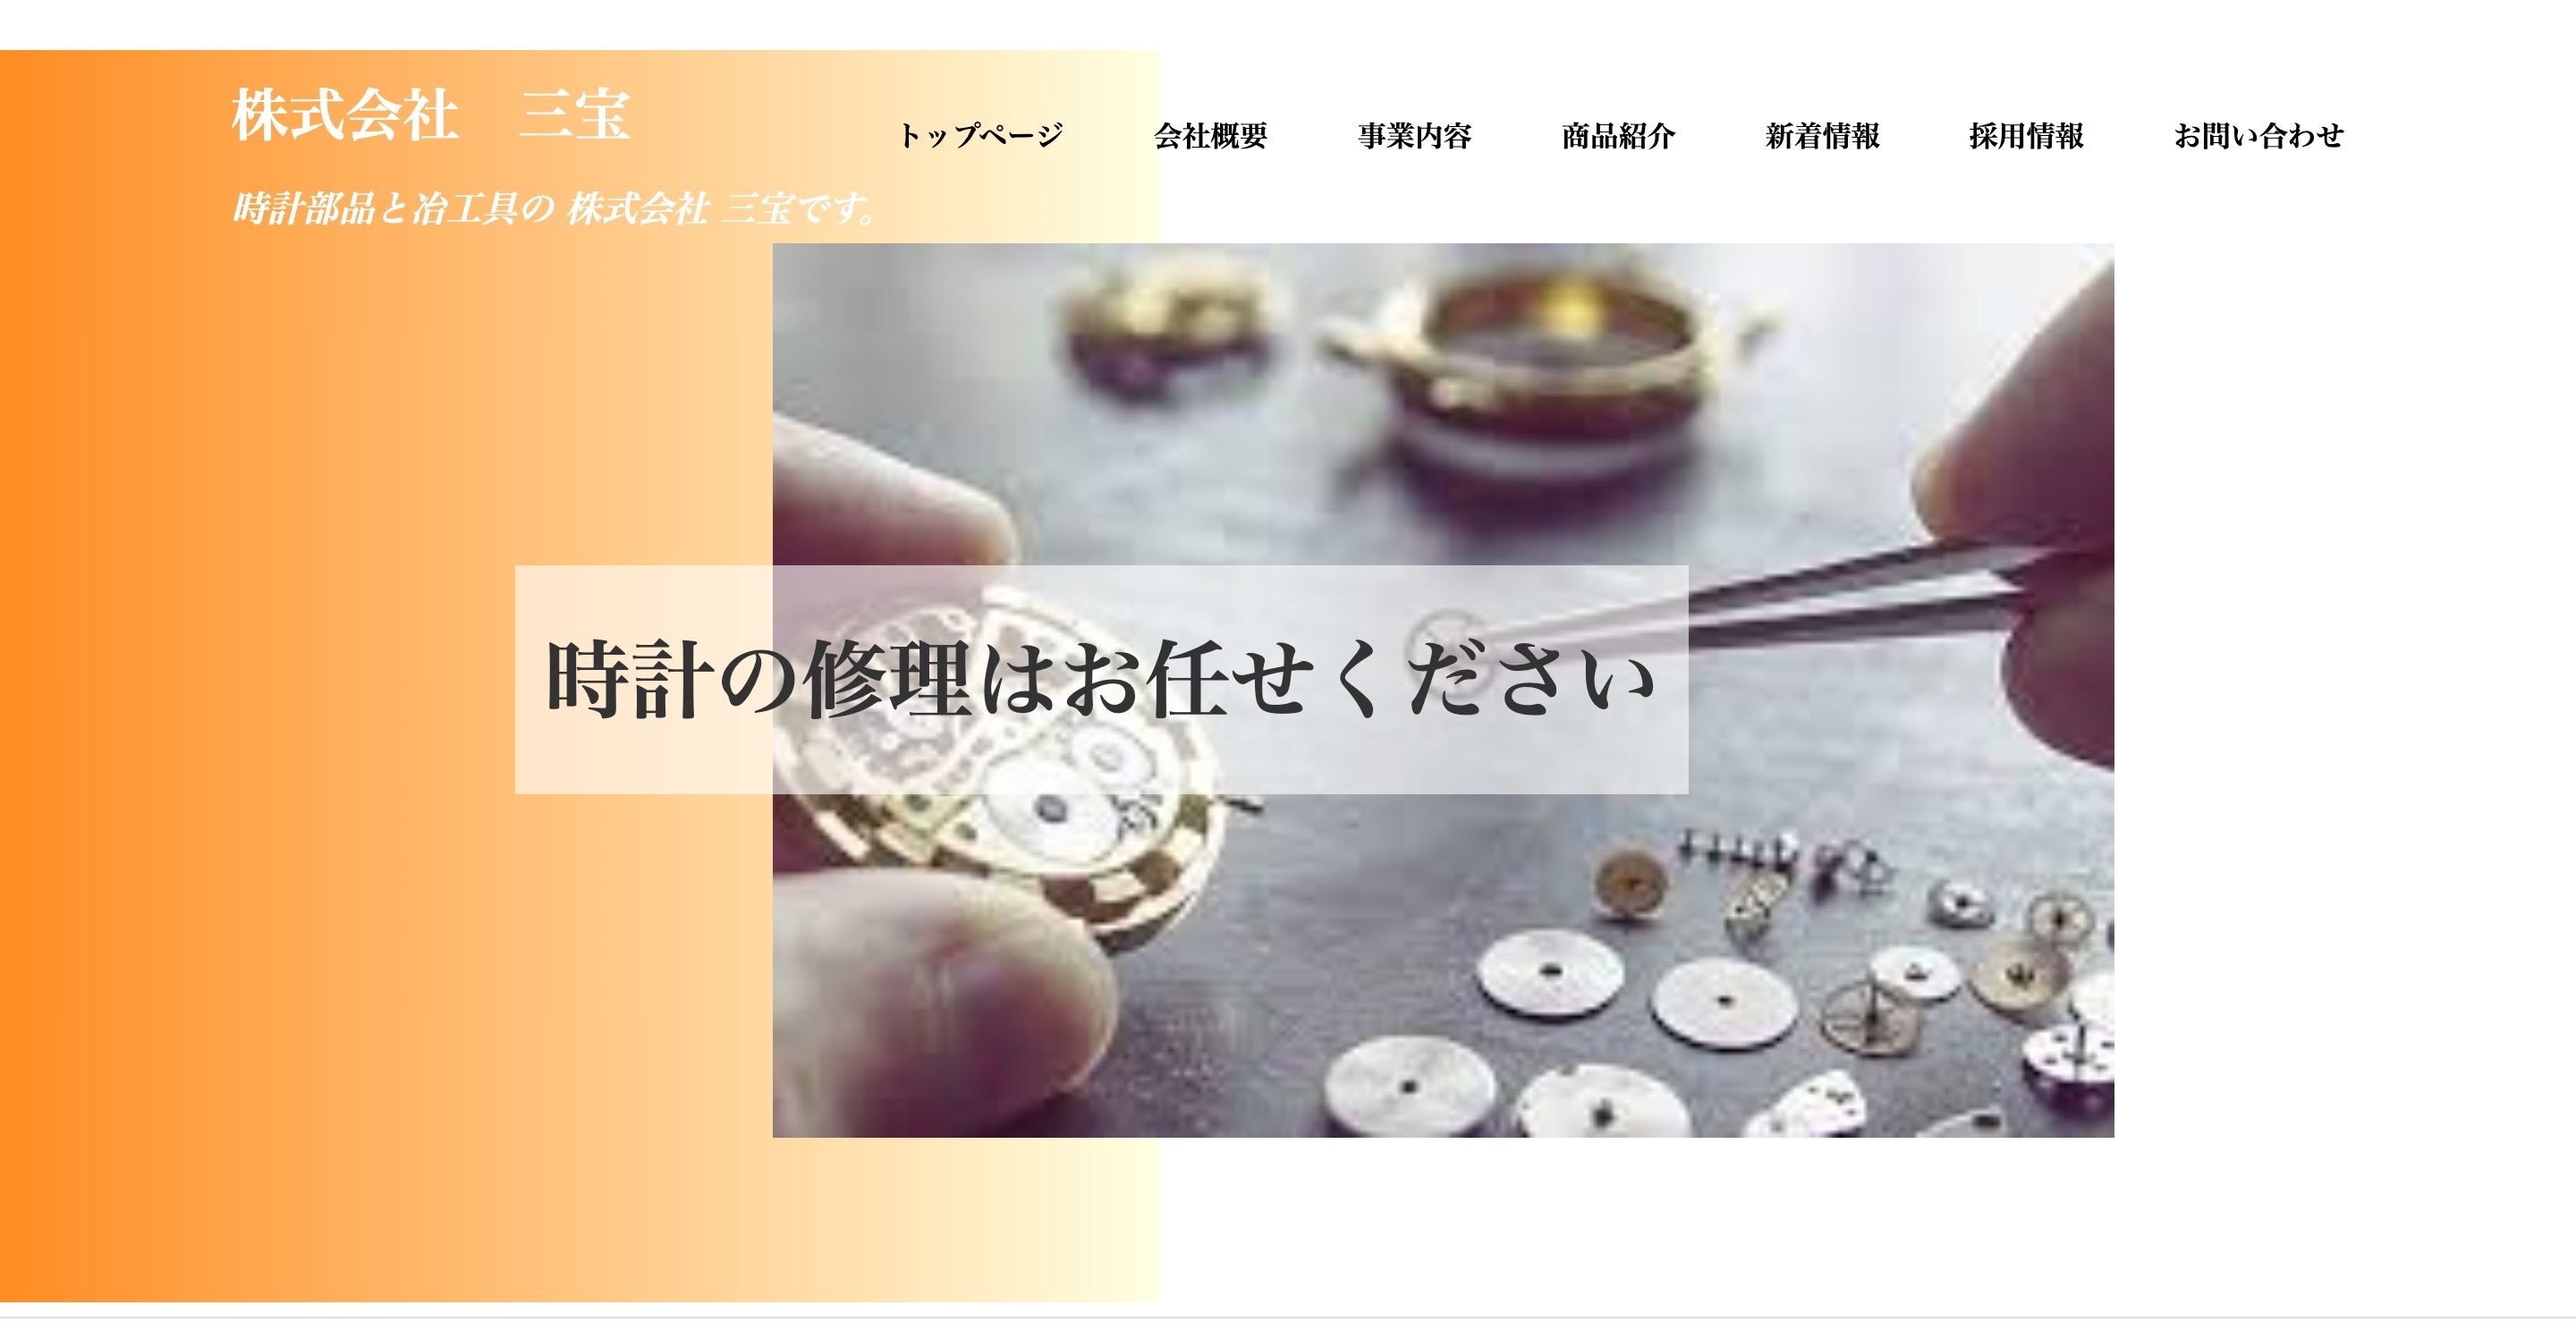 株式会社　三宝
時計部品と冶工具の 株式会社 三宝です。
トップページ 会社概要 事業内容 商品紹介 新着情報 採用情報 お問い合わせ
時計の修理はお任せください